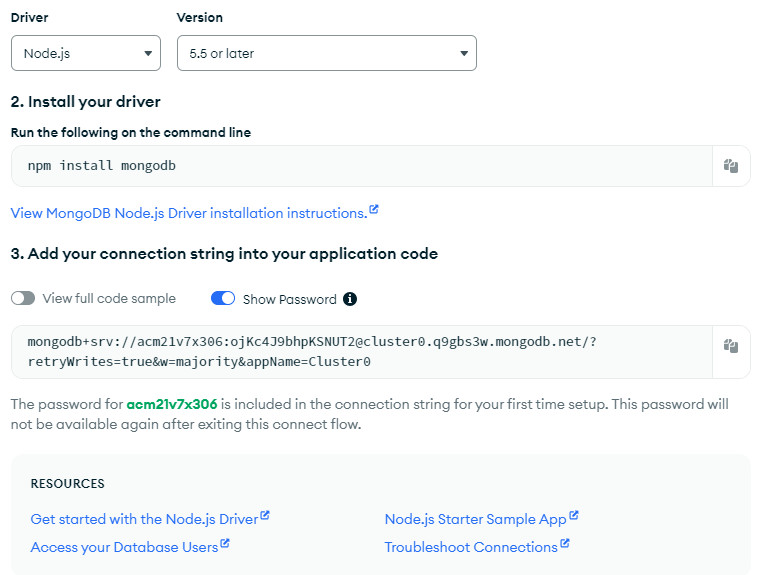 Driver
Version
Node.js
5.5 or later
2. Install your driver
Run the following on the command line
npm install mongodb
View MongoDB Node.js Driver installation instructions.
3. Add your connection string into your application code
View full code sample
Show Password
mongodb+srv://acm21v7x306:ojKc4J9bhpKSNUT2@cluster0.q9gbs3w.mongodb.net/?
retryWrites=true&w=majority&appName=Cluster0
The password for acm21v7x306 is included in the connection string for your first time setup. This password will
not be available again after exiting this connect flow.
RESOURCES
Get started with the Node.js Driver
Node.js Starter Sample App
Access your Database Users
Troubleshoot Connections